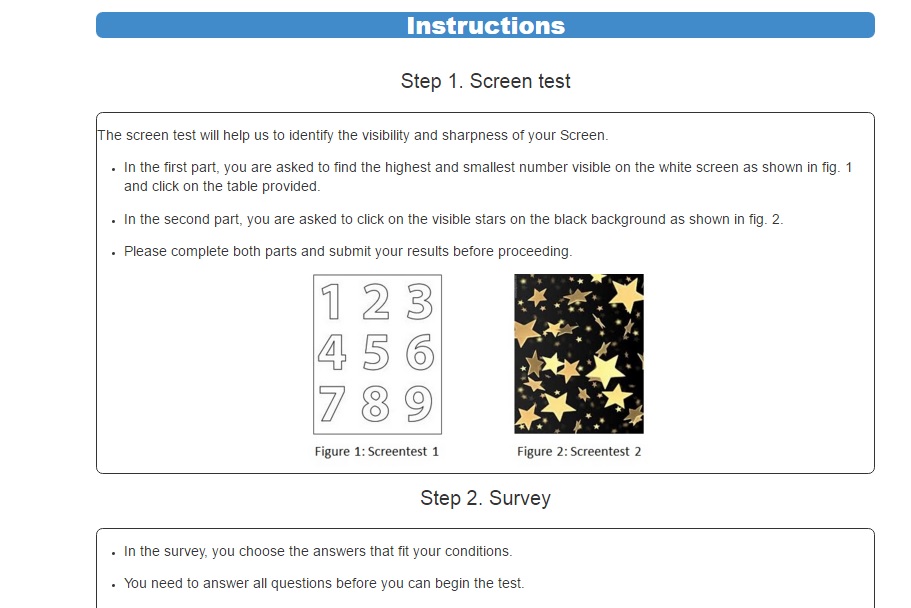 Instructions
Step 1. Screen test
The screen test will help us to identify the visibility and sharpness of your Screen.
In the first part, you are asked to find the highest and smallest number visible on the white screen as shown in fig. 1
and click on the table provided.
In the second part, you are asked to click on the visible stars on the black background as shown in fig. 2.
Please complete both parts and submit your results before proceeding.
1 2 3
4 5 6
7 8 9
Figure 1: Screentest 1
Figure 2: Screentest 2
Step 2. Survey
In the survey, you choose the answers that fit your conditions.
You need to answer all questions before you can begin the test.